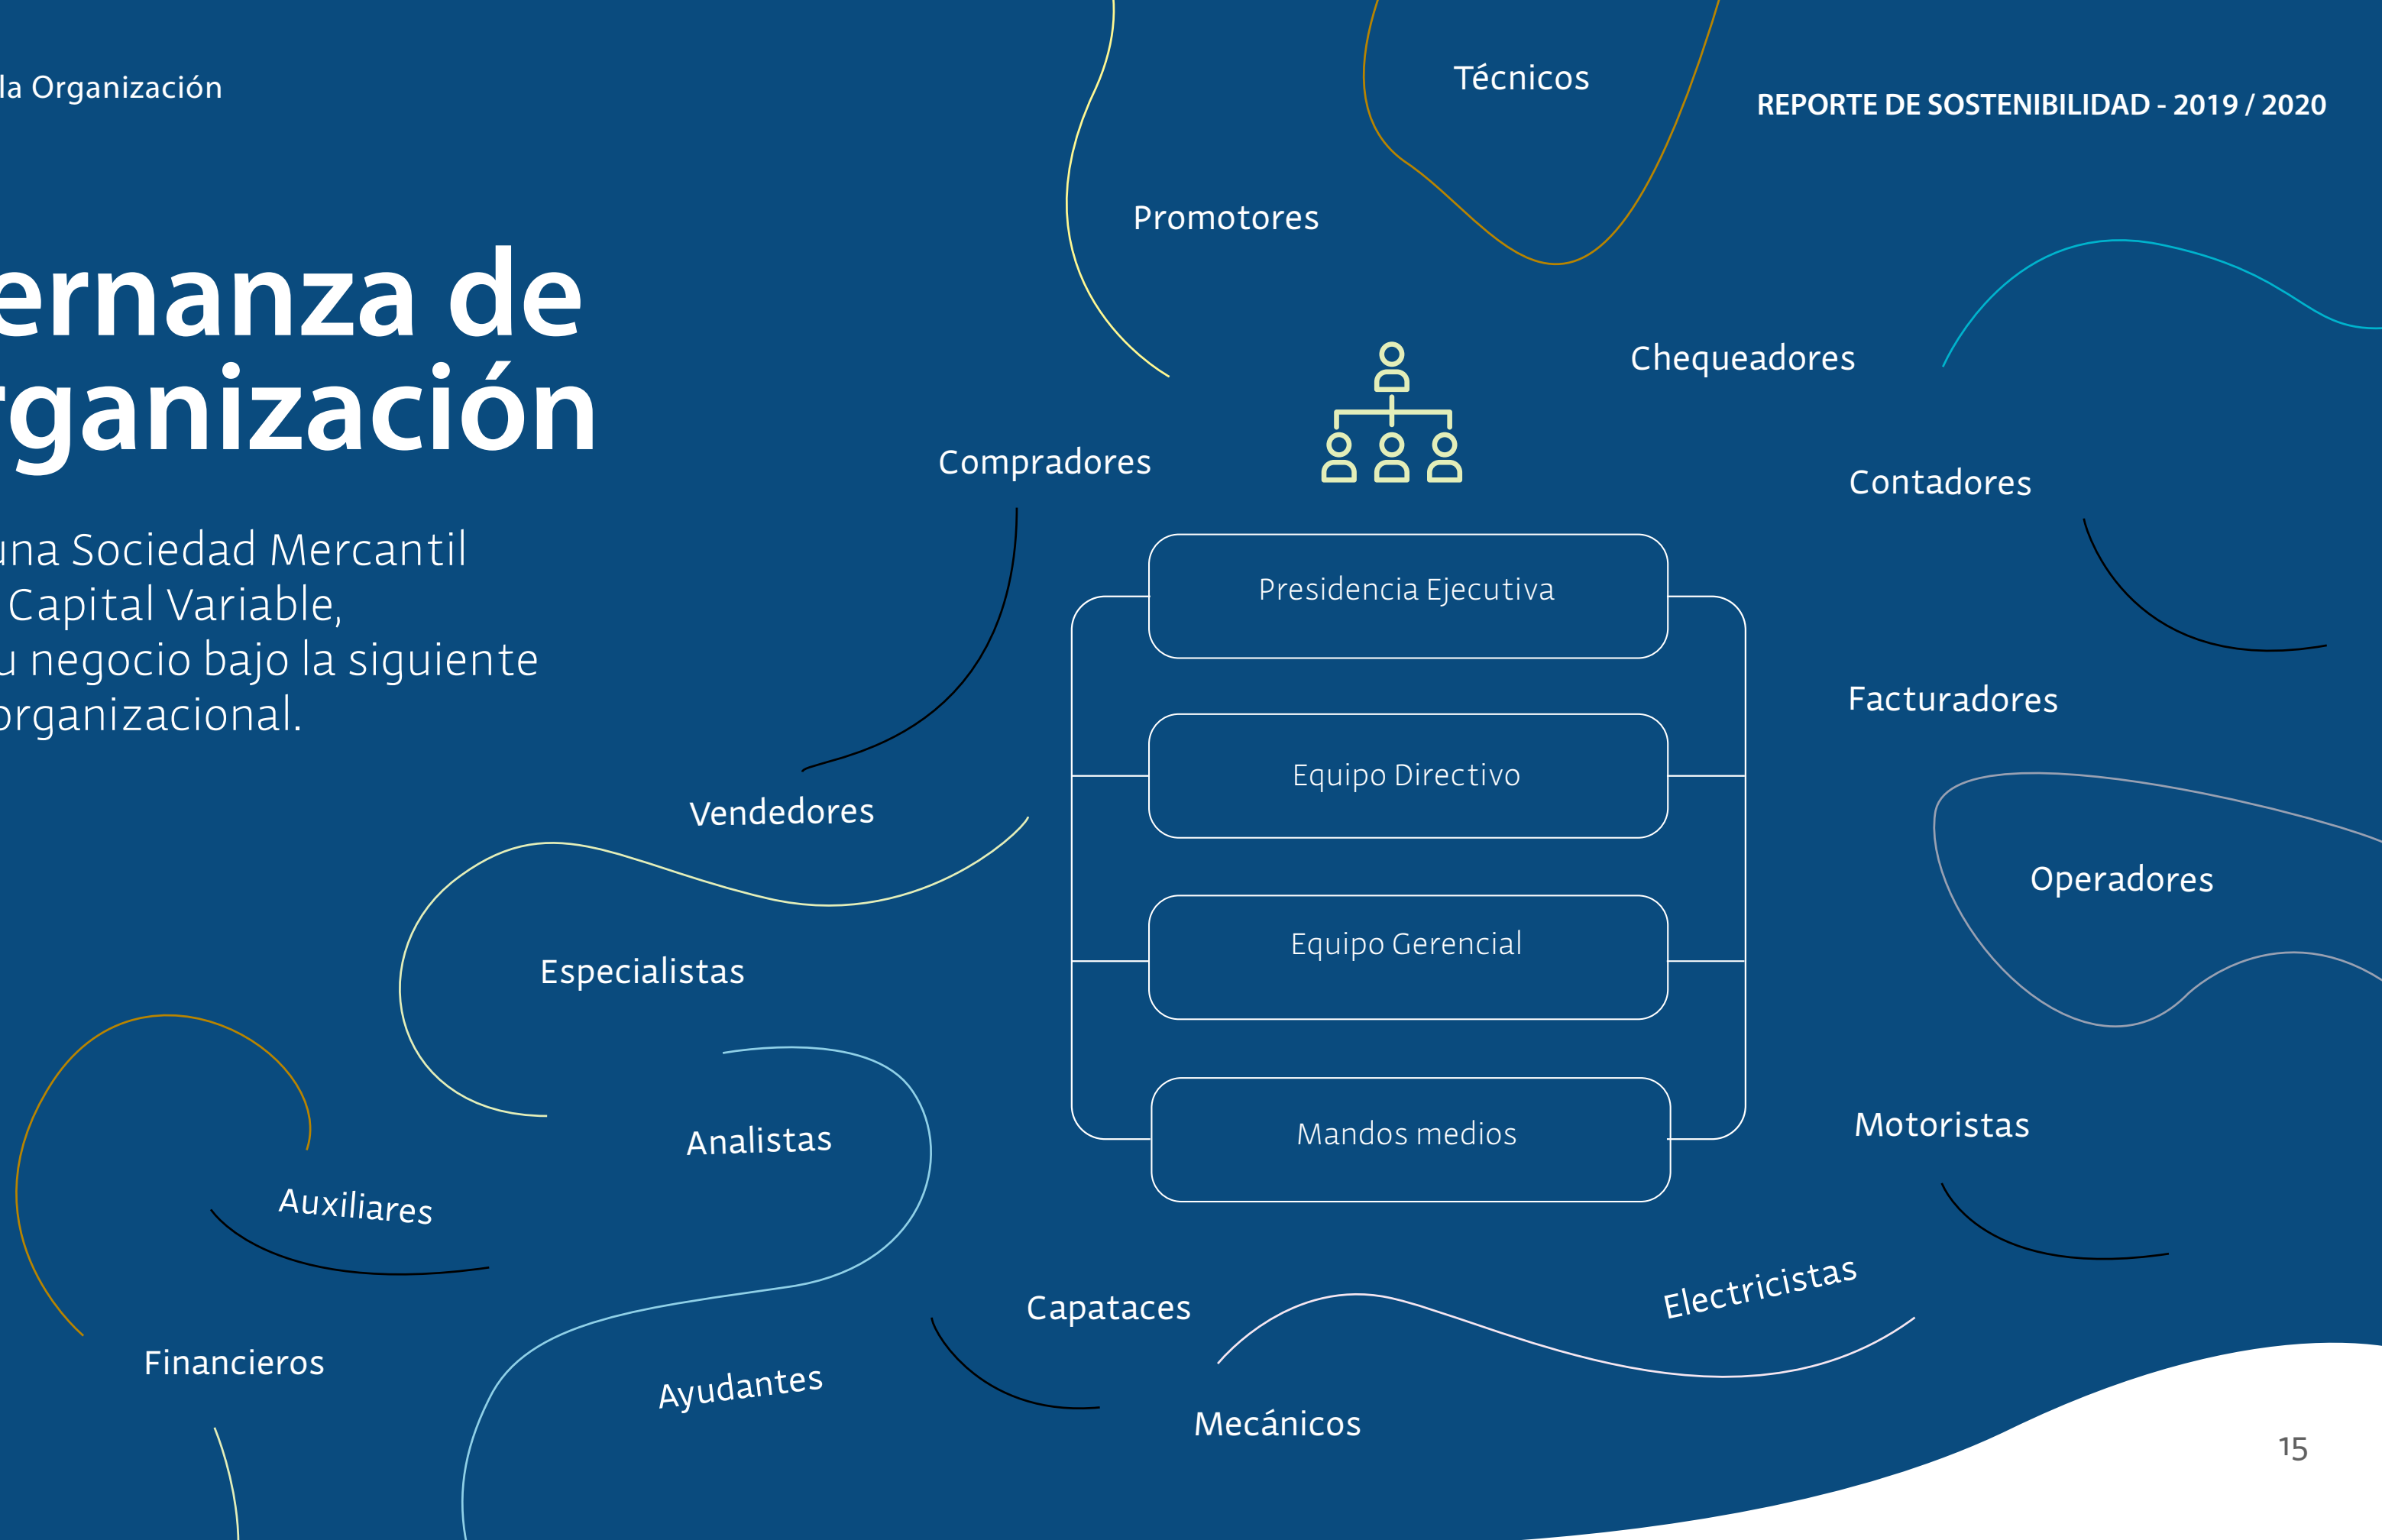 la Organización
REPORTE DE SOSTENIBILIDAD - 2019 / 2020
ernanza de
rganización
una Sociedad Mercantil
Capital Variable,
u negocio bajo la siguiente
organizacional.
Técnicos
Promotores
Chequeadores
Compradores
Contadores
Presidencia Ejecutiva
Facturadores
Equipo Directivo
Vendedores
Operadores
Equipo Gerencial
Especialistas
Motoristas
Mandos medios
Analistas
Auxiliares
Electricistas
Capataces
Financieros
Ayudantes
Mecánicos
15